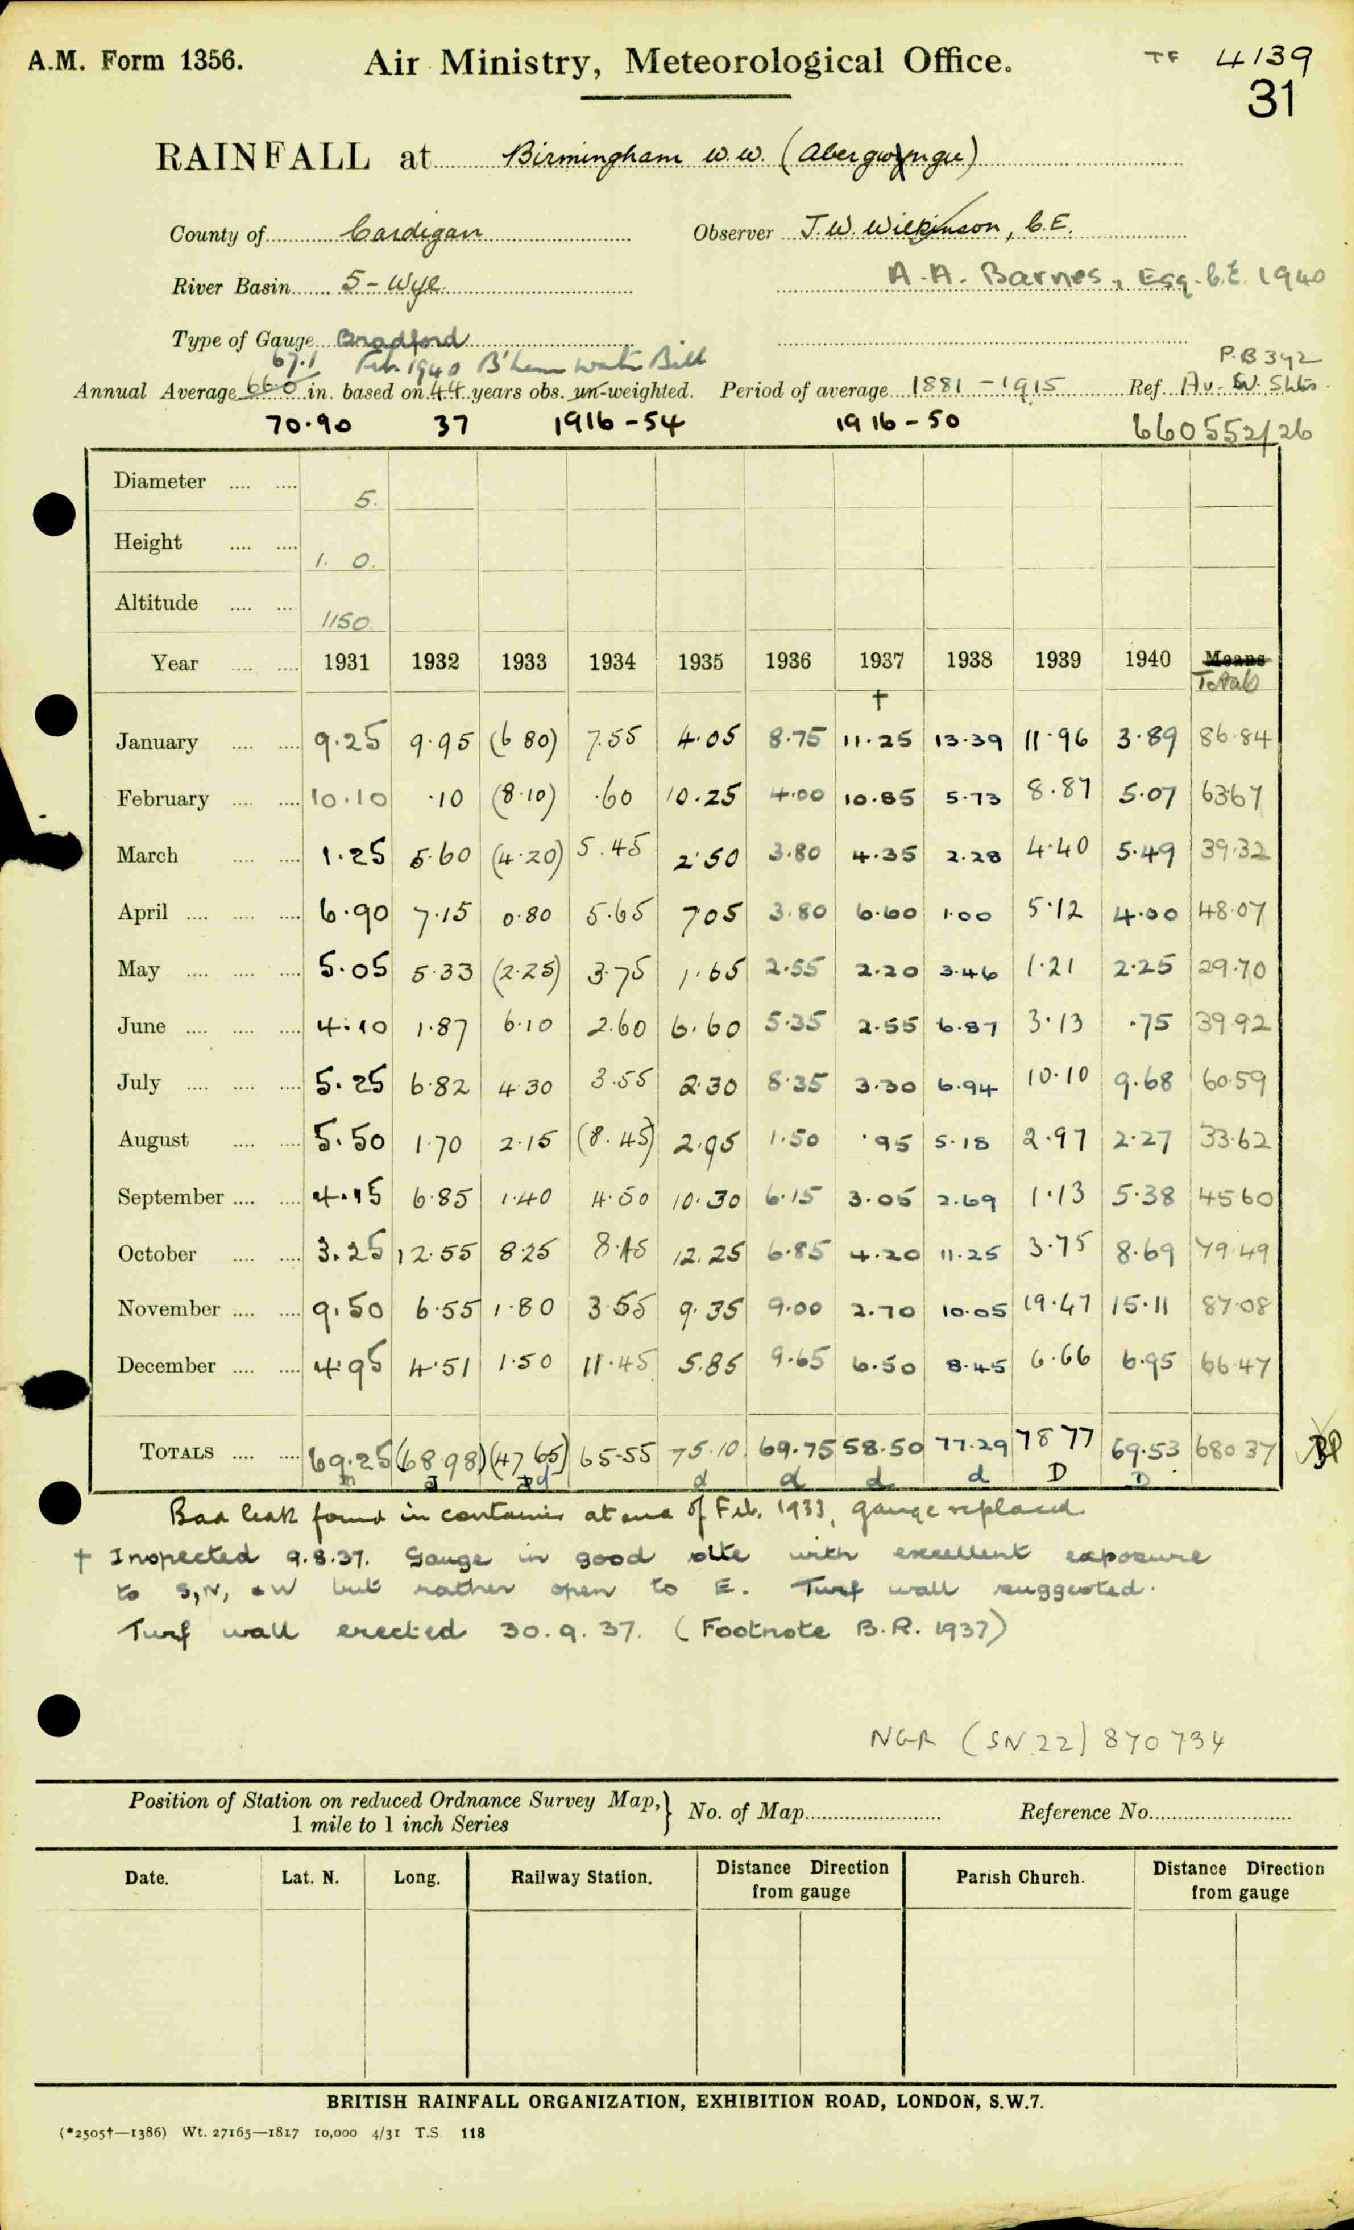 A.M. Form 1356. Air Ministry, Meteorological Office. TF 4139
31
RAINFALL at Birmingham W.W. (Abergwyngu)
County of Cardigan Observer J.W. Wilkinson, C.E.
River Basin 5 - Wye A.A. Barnes, Esq. C.E. 1940
Type of Gauge Bradford
67.1 Feb. 1940 B'ham Water Bill P.B 392
Annual Average 66.0 in. based on 44 years obs. un-weighted. Period of average 1881 - 1915 Ref. Av. W. Shts.
70.90 37 1916 - 54 1916 - 50 660552/26
Diameter 5.
Height 1. 0.
Altitude 1150
Year 1931 1932 1933 1934 1935 1936 1937 1938 1939 1940 Means
† Totals
January 9.25 9.95 (6 80) 7.55 4.05 8.75 11.25 13.39 11.96 3.89 86.84
February 10.10 .10 (8.10) .60 10.25 4.00 10.85 5.73 8.87 5.07 63.67
March 1.25 5.60 (4.20) 5.45 2.50 3.80 4.35 2.28 4.40 5.49 39.32
April 6.90 7.15 0.80 5.65 7.05 3.80 6.60 1.00 5.12 4.00 48.07
May 5.05 5.33 (2.25) 3.75 1.65 2.55 2.20 3.46 1.21 2.25 29.70
June 4.10 1.87 6.10 2.60 6.60 5.35 2.55 6.87 3.13 .75 39.92
July 5.25 6.82 4.30 3.55 2.30 8.35 3.30 6.94 10.10 9.68 60.59
August 5.50 1.70 2.15 (8.45) 2.95 1.50 .95 5.18 2.97 2.27 33.62
September 4.15 6.85 1.40 4.50 10.30 6.15 3.05 2.69 1.13 5.38 45.60
October 3.25 12.55 8.25 8.45 12.25 6.85 4.20 11.25 3.75 8.69 79.49
November 9.50 6.55 1.80 3.55 9.35 9.00 2.70 10.05 19.47 15.11 87.08
December 4.95 4.51 1.50 11.45 5.85 9.65 6.50 8.45 6.66 6.95 66.47
TOTALS 69.25 (68.98) (47.65) 65.55 75.10 69.75 58.50 77.29 78.77 69.53 680.37
d d d d D D
Bad leak found in container at end of Feb. 1933, gauge replaced
† Inspected 9.8.37. Gauge in good site with excellent exposure
to S, N, & W but rather open to E. Turf wall suggested.
Turf wall erected 30.9.37. (Footnote B.R. 1937)
NGR (SN 22) 870734
Position of Station on reduced Ordnance Survey Map, } No. of Map Reference No.
1 mile to 1 inch Series
Date. Lat. N. Long. Railway Station. Distance Direction from gauge Parish Church. Distance Direction from gauge
BRITISH RAINFALL ORGANIZATION, EXHIBITION ROAD, LONDON, S.W.7.
(*2505†—1386) Wt. 27165—1817 10,000 4/31 T.S 118